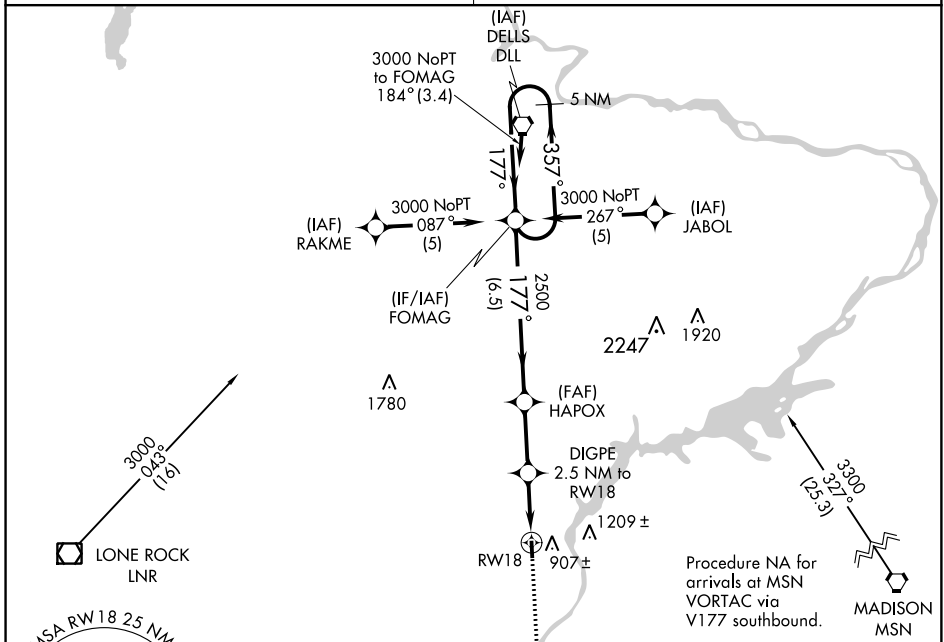 (IAF)
DELLS
DLL
3000 NoPT
to FOMAG
184° (3.4)
5 NM
177°
357°
3000 NoPT
087°
(5)
(IAF)
RAKME
3000 NoPT
267°
(5)
(IAF)
JABOL
(IF/IAF)
FOMAG
2500
177°
(6.5)
2247
1920
1780
(FAF)
HAPOX
3000
043°
(16)
DIGPE
2.5 NM to
RW18
3300
327°
(25.3)
1209 ±
LONE ROCK
LNR
RW18
907 ±
Procedure NA for
arrivals at MSN
VORTAC via
V177 southbound.
MADISON
MSN
MSA RW18 25 NM